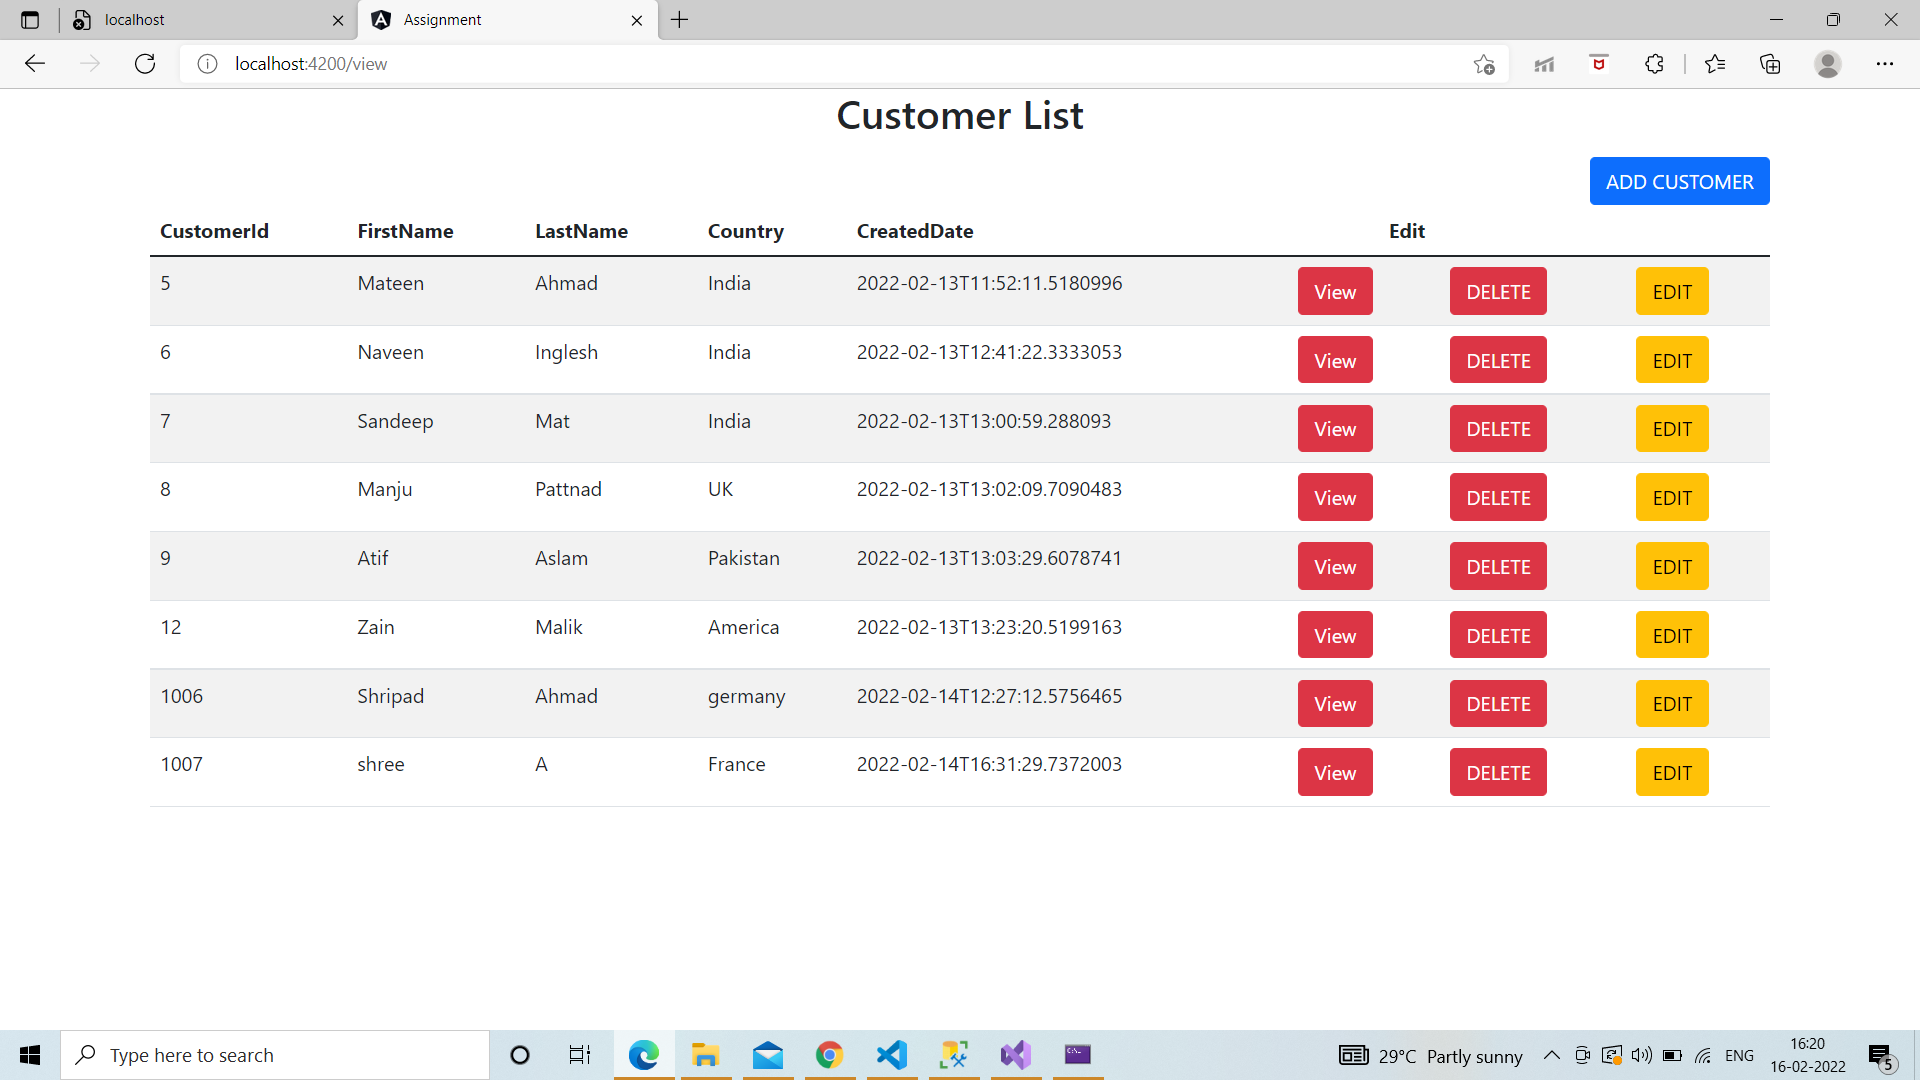 localhost
Assignment
localhost:4200/view
Customer List
ADD CUSTOMER
CustomerId FirstName LastName Country CreatedDate Edit
5 Mateen Ahmad India 2022-02-13T11:52:11.5180996 View DELETE EDIT
6 Naveen Inglesh India 2022-02-13T12:41:22.3333053 View DELETE EDIT
7 Sandeep Mat India 2022-02-13T13:00:59.288093 View DELETE EDIT
8 Manju Pattnad UK 2022-02-13T13:02:09.7090483 View DELETE EDIT
9 Atif Aslam Pakistan 2022-02-13T13:03:29.6078741 View DELETE EDIT
12 Zain Malik America 2022-02-13T13:23:20.5199163 View DELETE EDIT
1006 Shripad Ahmad germany 2022-02-14T12:27:12.5756465 View DELETE EDIT
1007 shree A France 2022-02-14T16:31:29.7372003 View DELETE EDIT
Type here to search
29°C Partly sunny
ENG
16:20
16-02-2022
5